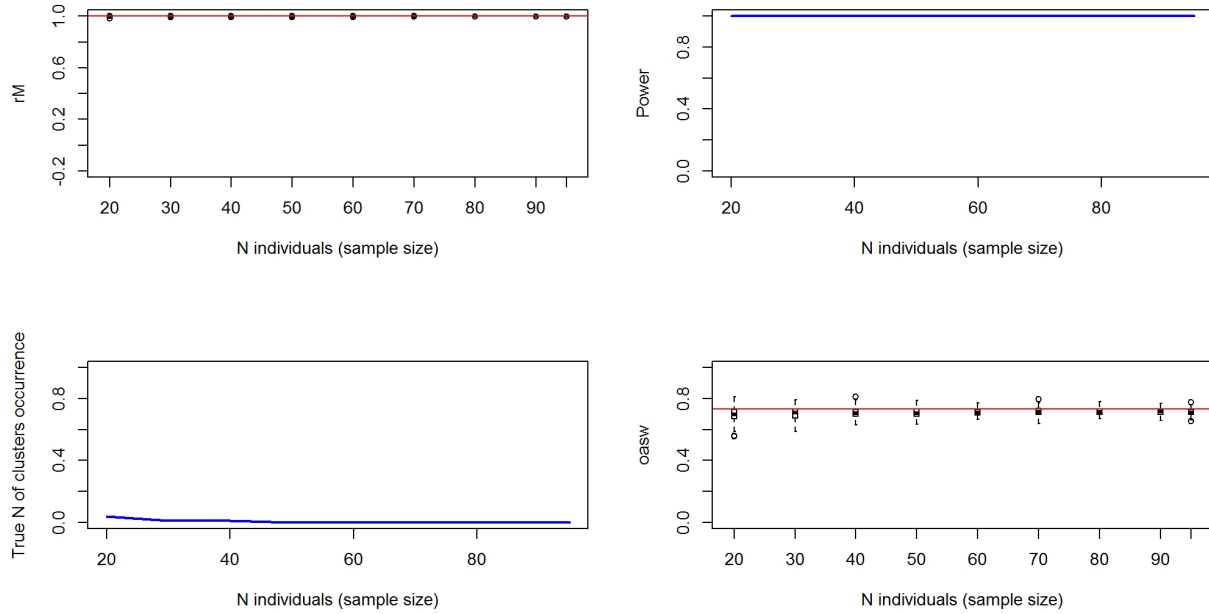 rM
-0.2 0.2 0.6 1.0
20 30 40 50 60 70 80 90
N individuals (sample size)
Power
0.0 0.4 0.8
20 40 60 80
N individuals (sample size)
True N of clusters occurrence
0.0 0.4 0.8
20 40 60 80
N individuals (sample size)
oasw
0.0 0.4 0.8
20 30 40 50 60 70 80 90
N individuals (sample size)